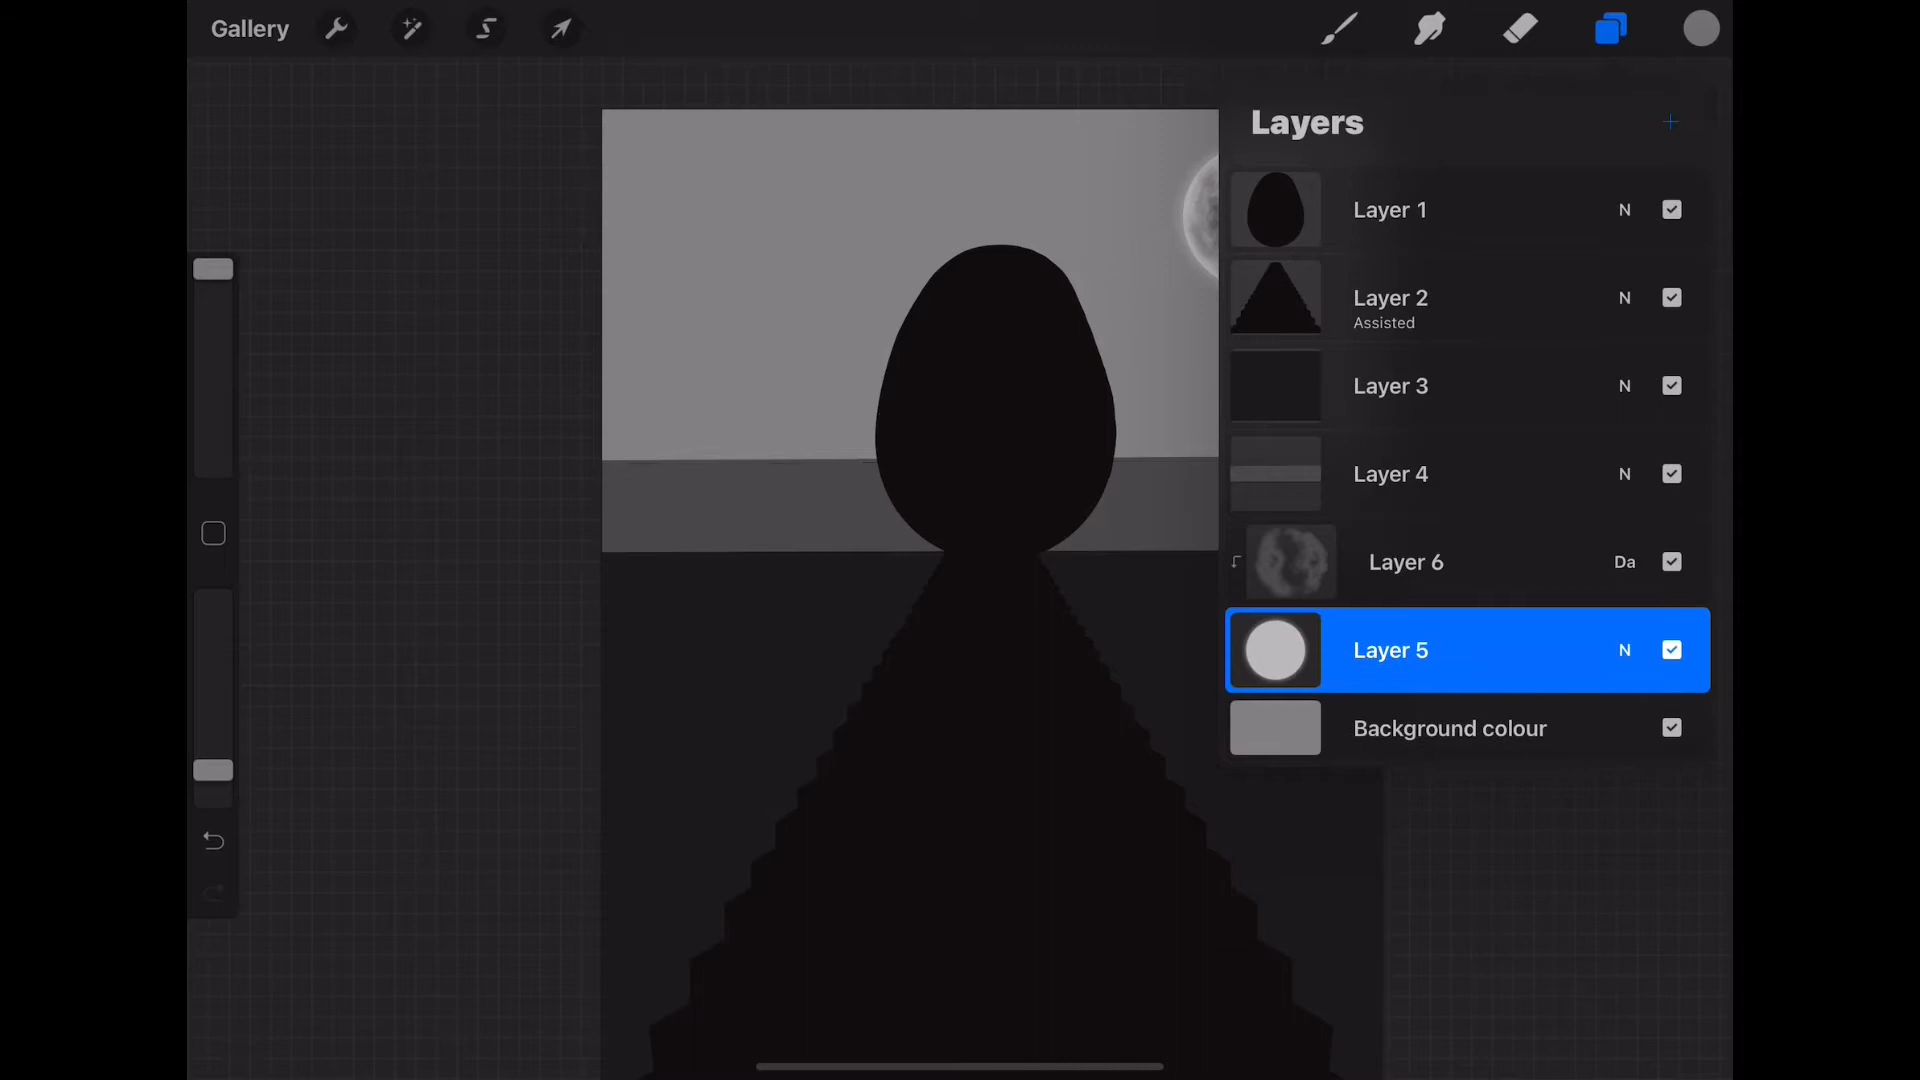 Gallery
Layers
Layer 1 N
Layer 2 N
Assisted
Layer 3 N
Layer 4 N
Layer 6 Da
Layer 5 N
Background colour